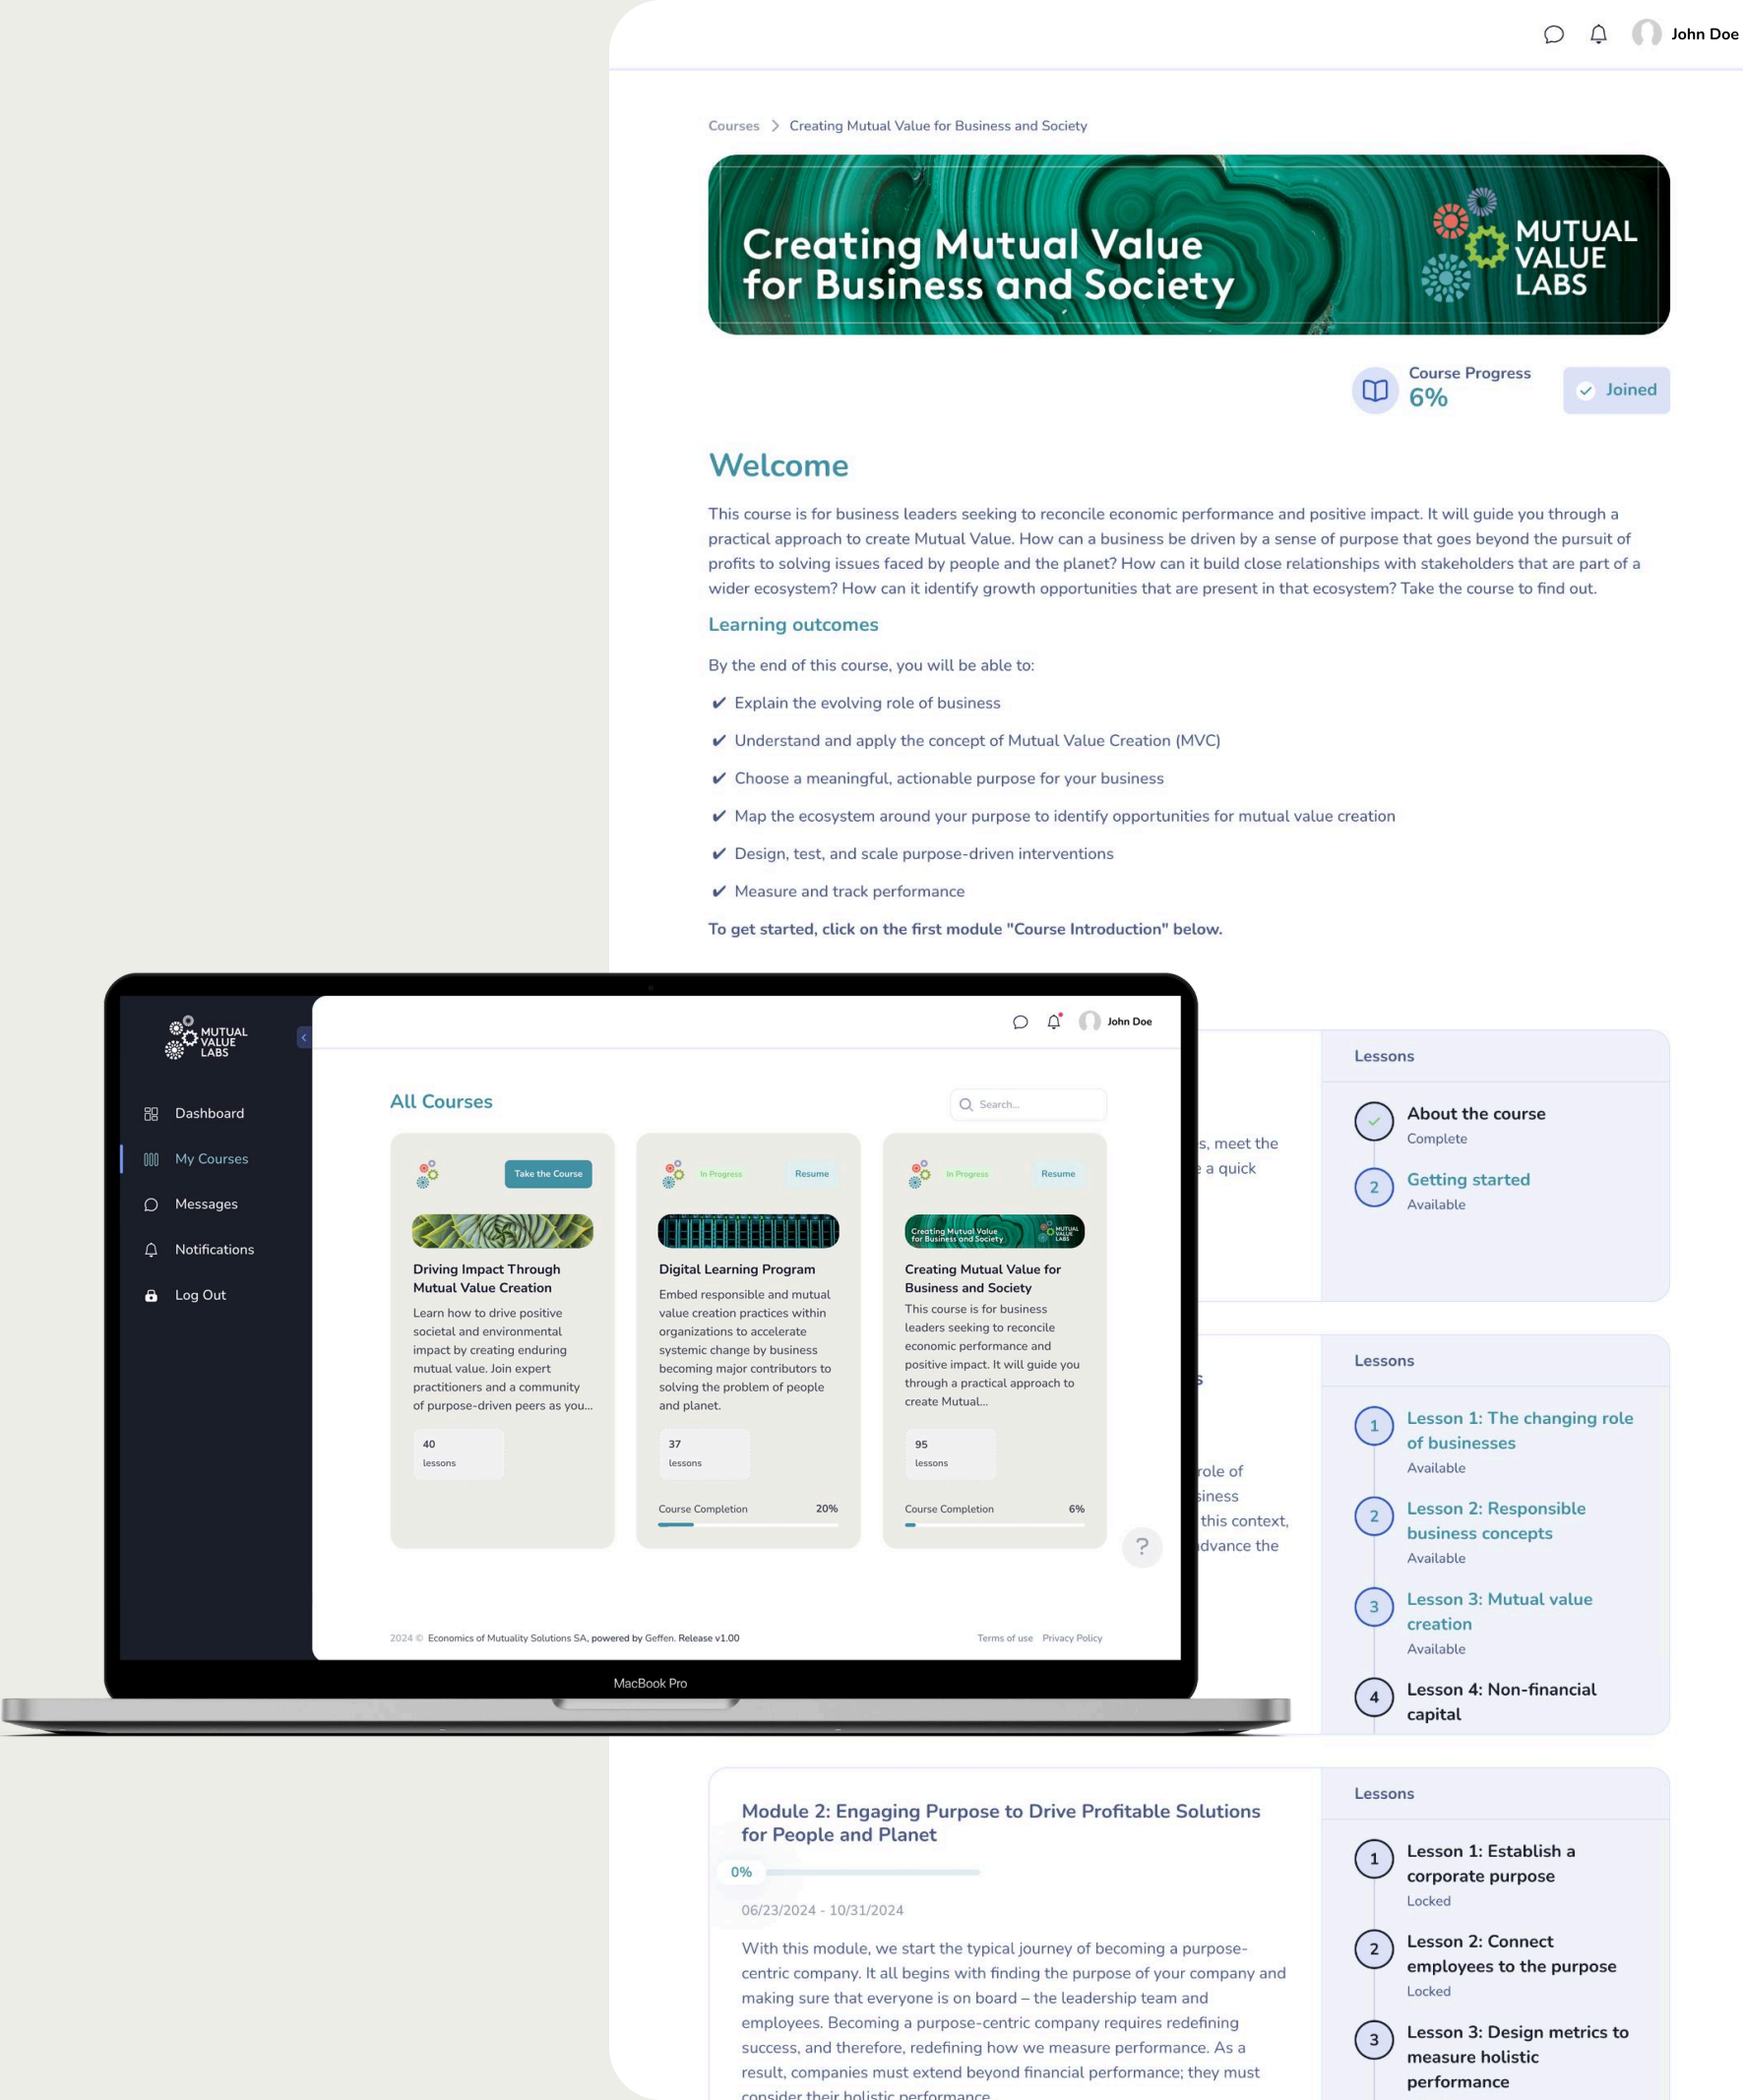 John Doe
Courses > Creating Mutual Value for Business and Society
Creating Mutual Value
for Business and Society
MUTUAL
VALUE
LABS
Course Progress
6%
Joined
Welcome
This course is for business leaders seeking to reconcile economic performance and positive impact. It will guide you through a
practical approach to create Mutual Value. How can a business be driven by a sense of purpose that goes beyond the pursuit of
profits to solving issues faced by people and the planet? How can it build close relationships with stakeholders that are part of a
wider ecosystem? How can it identify growth opportunities that are present in that ecosystem? Take the course to find out.
Learning outcomes
By the end of this course, you will be able to:
✔ Explain the evolving role of business
✔ Understand and apply the concept of Mutual Value Creation (MVC)
✔ Choose a meaningful, actionable purpose for your business
✔ Map the ecosystem around your purpose to identify opportunities for mutual value creation
✔ Design, test, and scale purpose-driven interventions
✔ Measure and track performance
To get started, click on the first module "Course Introduction" below.
MUTUAL
VALUE
LABS
Dashboard
My Courses
Messages
Notifications
Log Out
John Doe
All Courses
Search...
Take the Course
Driving Impact Through
Mutual Value Creation
Learn how to drive positive
societal and environmental
impact by creating enduring
mutual value. Join expert
practitioners and a community
of purpose-driven peers as you...
40
lessons
In Progress
Resume
Digital Learning Program
Embed responsible and mutual
value creation practices within
organizations to accelerate
systemic change by business
becoming major contributors to
solving the problem of people
and planet.
37
lessons
Course Completion 20%
In Progress
Resume
Creating Mutual Value
for Business and Society
MUTUAL
VALUE
LABS
Creating Mutual Value for
Business and Society
This course is for business
leaders seeking to reconcile
economic performance and
positive impact. It will guide you
through a practical approach to
create Mutual...
95
lessons
Course Completion 6%
?
2024 © Economics of Mutuality Solutions SA, powered by Geffen. Release v1.00
Terms of use Privacy Policy
MacBook Pro
s, meet the
a quick
Lessons
About the course
Complete
2
Getting started
Available
s
role of
siness
this context,
dvance the
Lessons
1
Lesson 1: The changing role
of businesses
Available
2
Lesson 2: Responsible
business concepts
Available
3
Lesson 3: Mutual value
creation
Available
4
Lesson 4: Non-financial
capital
Module 2: Engaging Purpose to Drive Profitable Solutions
for People and Planet
0%
06/23/2024 - 10/31/2024
With this module, we start the typical journey of becoming a purpose-
centric company. It all begins with finding the purpose of your company and
making sure that everyone is on board – the leadership team and
employees. Becoming a purpose-centric company requires redefining
success, and therefore, redefining how we measure performance. As a
result, companies must extend beyond financial performance; they must
consider their holistic performance
Lessons
1
Lesson 1: Establish a
corporate purpose
Locked
2
Lesson 2: Connect
employees to the purpose
Locked
3
Lesson 3: Design metrics to
measure holistic
performance